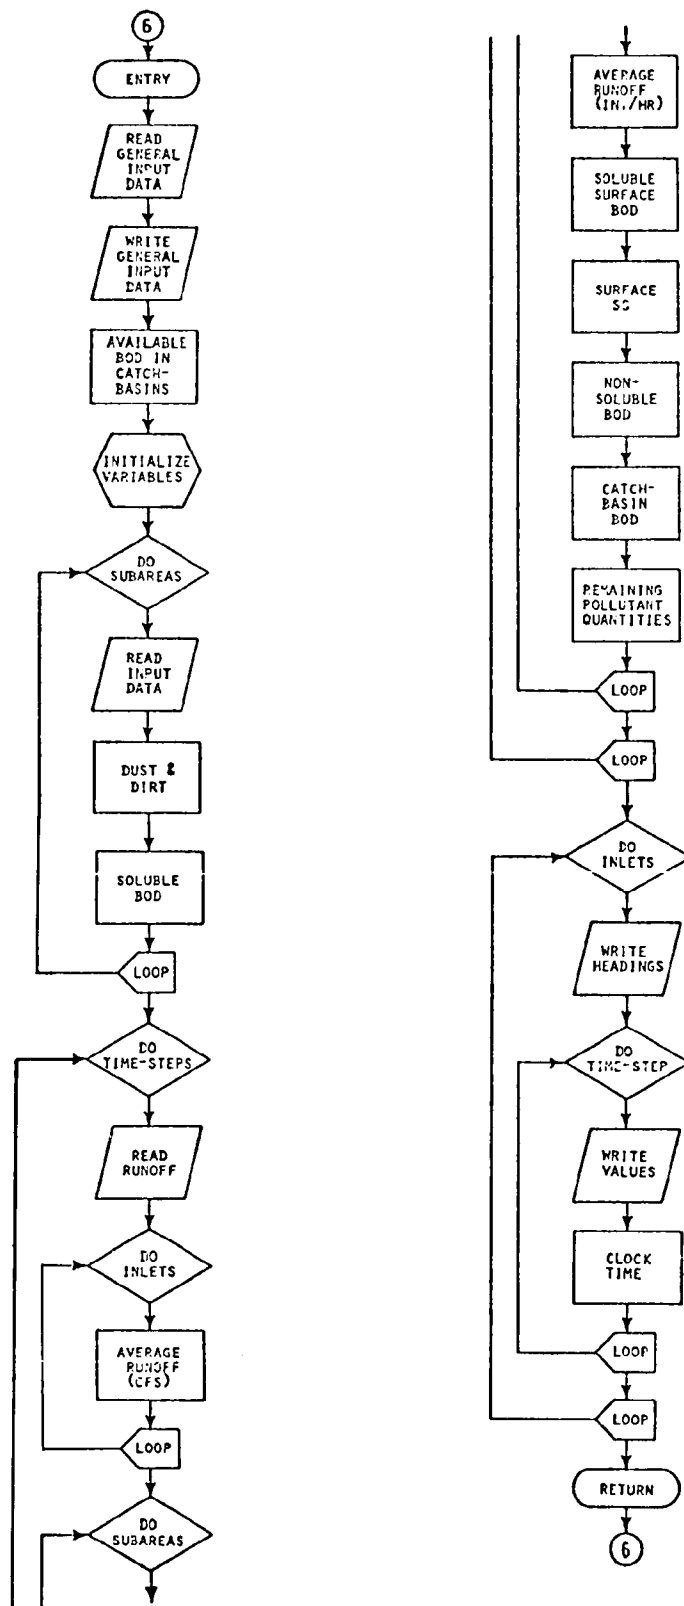 6
ENTRY
READ
GENERAL
INPUT
DATA
WRITE
GENERAL
INPUT
DATA
AVAILABLE
BOD IN
CATCH-
BASINS
INITIALIZE
VARIABLES
DO
SUBAREAS
READ
INPUT
DATA
DUST &
DIRT
SOLUBLE
BOD
LOOP
DO
TIME-STEPS
READ
RUNOFF
DO
INLETS
AVERAGE
RUNOFF
(CFS)
LOOP
DO
SUBAREAS
AVERAGE
RUNOFF
(IN./HR)
SOLUBLE
SURFACE
BOD
SURFACE
SS
NON-
SOLUBLE
BOD
CATCH-
BASIN
BOD
REMAINING
POLLUTANT
QUANTITIES
LOOP
LOOP
DO
INLETS
WRITE
HEADINGS
DO
TIME-STEP
WRITE
VALUES
CLOCK
TIME
LOOP
LOOP
RETURN
6